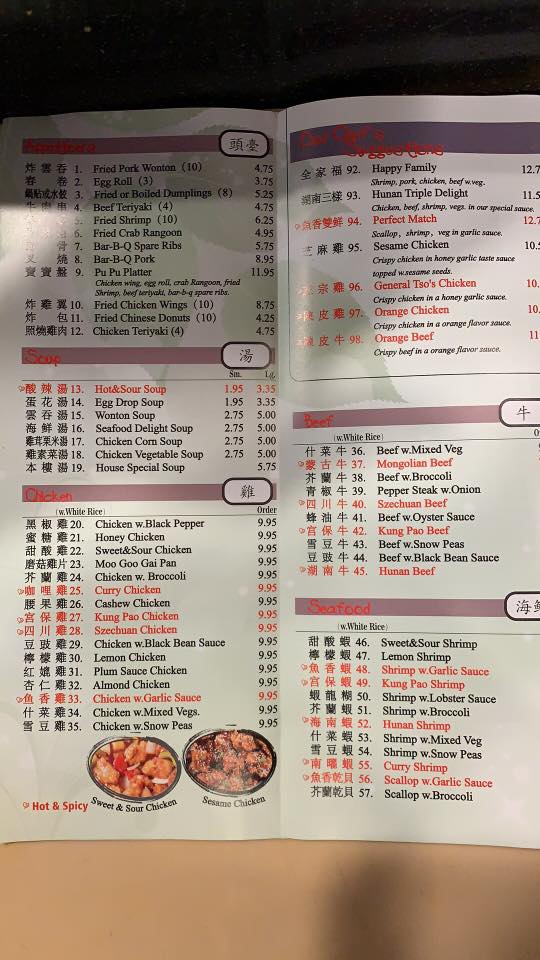 Appetizers 頭臺
炸雲吞 1. Fried Pork Wonton (10) 4.75
春卷 2. Egg Roll (3) 3.75
鍋貼或水餃 3. Fried or Boiled Dumplings (8) 5.25
牛肉串 4. Beef Teriyaki (4) 4.75
5. Fried Shrimp (10) 6.25
6. Fried Crab Rangoon 4.95
骨 7. Bar-B-Q Spare Ribs 5.75
燒 8. Bar-B-Q Pork 8.95
寶寶盤 9. Pu Pu Platter 11.95
Chicken wing, egg roll, crab Rangoon, fried
Shrimp, beef teriyaki, bar-b-q spare ribs.
炸雞翼 10. Fried Chicken Wings (10) 8.75
炸包 11. Fried Chinese Donuts (10) 4.25
照燒雞肉 12. Chicken Teriyaki (4) 4.75
Soup 湯
Sm. Lg.
酸辣湯 13. Hot&Sour Soup 1.95 3.35
蛋花湯 14. Egg Drop Soup 1.95 3.35
雲吞湯 15. Wonton Soup 2.75 5.00
海鮮湯 16. Seafood Delight Soup 2.75 5.00
雞茸粟米湯 17. Chicken Corn Soup 2.75 5.00
雞素菜湯 18. Chicken Vegetable Soup 2.75 5.00
本樓湯 19. House Special Soup 5.75
Chicken 雞
(w.White Rice) Order
黑椒雞 20. Chicken w.Black Pepper 9.95
蜜糖雞 21. Honey Chicken 9.95
甜酸雞 22. Sweet&Sour Chicken 9.95
磨菇雞片 23. Moo Goo Gai Pan 9.95
芥蘭雞 24. Chicken w. Broccoli 9.95
咖哩雞 25. Curry Chicken 9.95
腰果雞 26. Cashew Chicken 9.95
宮保雞 27. Kung Pao Chicken 9.95
四川雞 28. Szechuan Chicken 9.95
豆豉雞 29. Chicken w.Black Bean Sauce 9.95
檸檬雞 30. Lemon Chicken 9.95
紅嬤雞 31. Plum Sauce Chicken 9.95
杏仁雞 32. Almond Chicken 9.95
魚香雞 33. Chicken w.Garlic Sauce 9.95
什菜雞 34. Chicken w.Mixed Vegs. 9.95
雪豆雞 35. Chicken w.Snow Peas 9.95
Hot & Spicy
Sweet & Sour Chicken
Sesame Chicken
Our Chef's
Suggestions
全家福 92. Happy Family 12.7
Shrimp, pork, chicken, beef w.veg.
湖南三樣 93. Hunan Triple Delight 11.5
Chicken, beef, shrimp, vegs. in our special sauce.
魚香雙鮮 94. Perfect Match 12.7
Scallop, shrimp, veg in garlic sauce.
芝麻雞 95. Sesame Chicken 10.5
Crispy chicken in honey garlic taste sauce
topped w.sesame seeds.
宗雞 96. General Tso's Chicken 10.
Crispy chicken in a honey garlic sauce.
皮雞 97. Orange Chicken 10.
Crispy chicken in a orange flavor sauce.
皮牛 98. Orange Beef 11.
Crispy beef in a orange flavor sauce.
Beef 牛
(w.White Rice)
什菜牛 36. Beef w.Mixed Veg
蒙古牛 37. Mongolian Beef
芥蘭牛 38. Beef w.Broccoli
青椒牛 39. Pepper Steak w.Onion
四川牛 40. Szechuan Beef
蜂油牛 41. Beef w.Oyster Sauce
宮保牛 42. Kung Pao Beef
雪豆牛 43. Beef w.Snow Peas
豆豉牛 44. Beef w.Black Bean Sauce
湖南牛 45. Hunan Beef
Seafood 海鮮
(w.White Rice)
甜酸蝦 46. Sweet&Sour Shrimp
檸檬蝦 47. Lemon Shrimp
魚香蝦 48. Shrimp w.Garlic Sauce
宮保蝦 49. Kung Pao Shrimp
蝦龍糊 50. Shrimp w.Lobster Sauce
芥蘭蝦 51. Shrimp w.Broccoli
海南蝦 52. Hunan Shrimp
什菜蝦 53. Shrimp w.Mixed Veg
雪豆蝦 54. Shrimp w.Snow Peas
南曪蝦 55. Curry Shrimp
魚香乾貝 56. Scallop w.Garlic Sauce
芥蘭乾貝 57. Scallop w.Broccoli